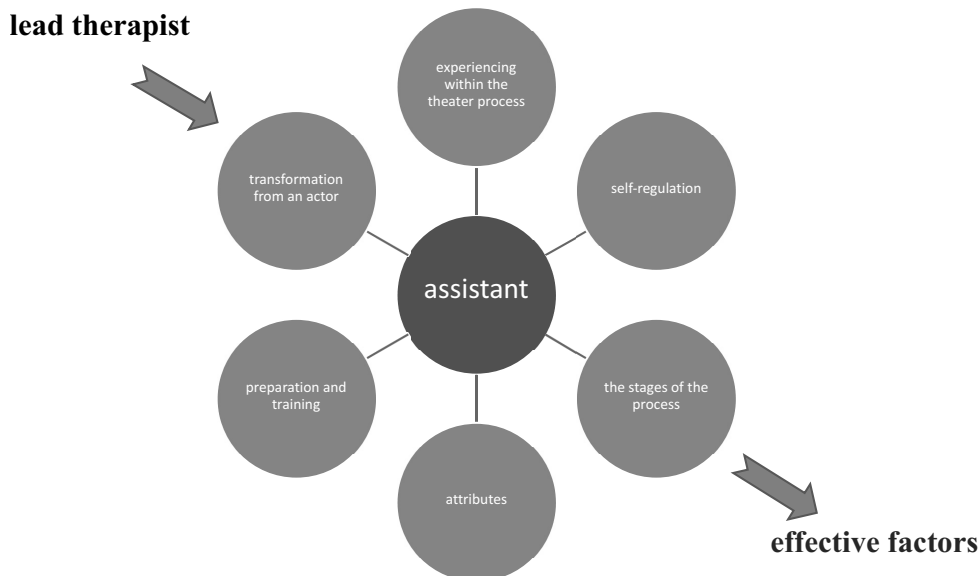 lead therapist
experiencing
within the
theater process
transformation
from an actor
self-regulation
assistant
preparation and
training
the stages of the
process
attributes
effective factors